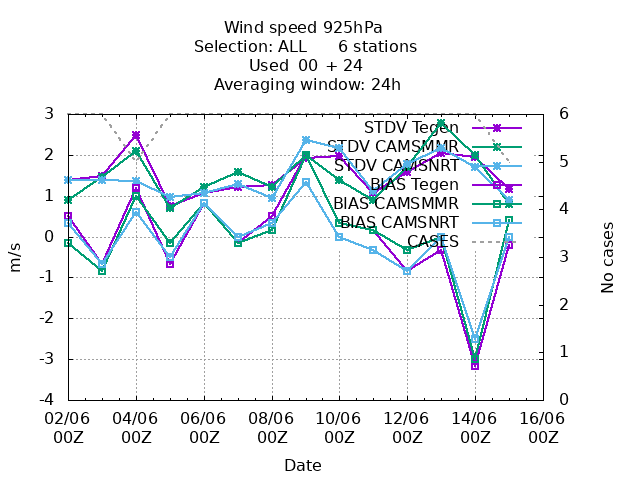 Wind speed 925hPa
Selection: ALL 6 stations
Used 00 + 24
Averaging window: 24h
3
2
1
0
-1
-2
-3
-4
m/s
6
5
4
3
2
1
0
No cases
STDV Tegen
STDV CAMSMMR
STDV CAMSNRT
BIAS Tegen
BIAS CAMSMMR
BIAS CAMSNRT
CASES
02/06 04/06 06/06 08/06 10/06 12/06 14/06 16/06
00Z 00Z 00Z 00Z 00Z 00Z 00Z 00Z
Date